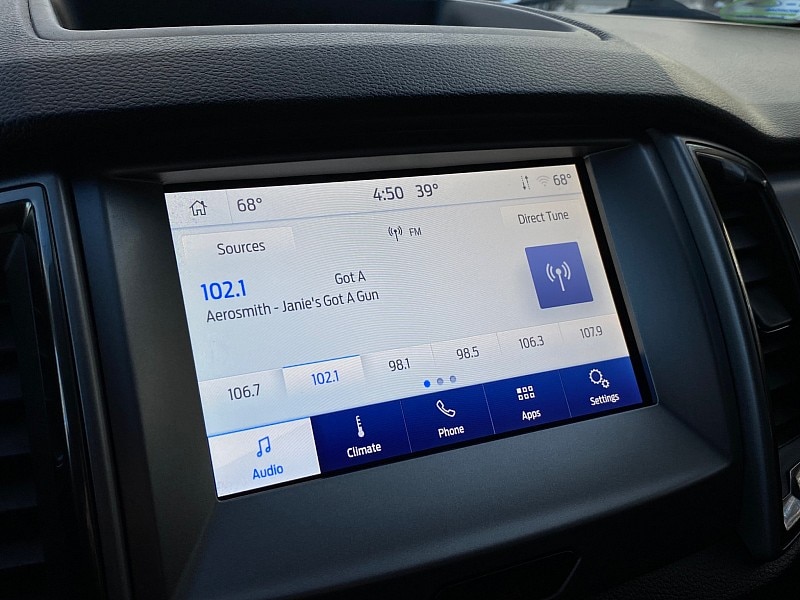 68° 4:50 39° 68°
Sources FM Direct Tune
102.1 Got A
Aerosmith - Janie's Got A Gun
106.7 102.1 98.1 98.5 106.3 107.9
Audio Climate Phone Apps Settings